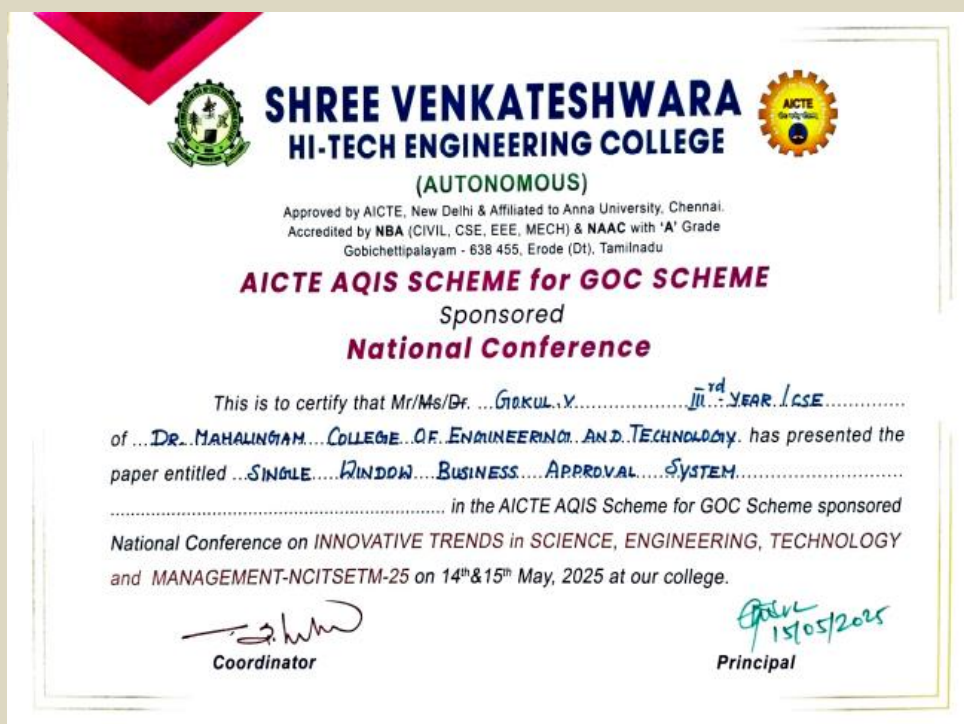 SHREE VENKATESHWARA
HI-TECH ENGINEERING COLLEGE
AICTE
(AUTONOMOUS)
Approved by AICTE, New Delhi & Affiliated to Anna University, Chennai.
Accredited by NBA (CIVIL, CSE, EEE, MECH) & NAAC with 'A' Grade
Gobichettipalayam - 638 455, Erode (Dt), Tamilnadu
AICTE AQIS SCHEME for GOC SCHEME
Sponsored
National Conference
This is to certify that Mr/Ms/Dr. ... GOKUL.V ... IIIrd YEAR / CSE ...
of ... DR. MAHALINGAM COLLEGE OF ENGINEERING AND TECHNOLOGY. has presented the
paper entitled ... SINGLE WINDOW BUSINESS APPROVAL SYSTEM ...
... in the AICTE AQIS Scheme for GOC Scheme sponsored
National Conference on INNOVATIVE TRENDS in SCIENCE, ENGINEERING, TECHNOLOGY
and MANAGEMENT-NCITSETM-25 on 14th&15th May, 2025 at our college.
15/05/2025
Coordinator
Principal